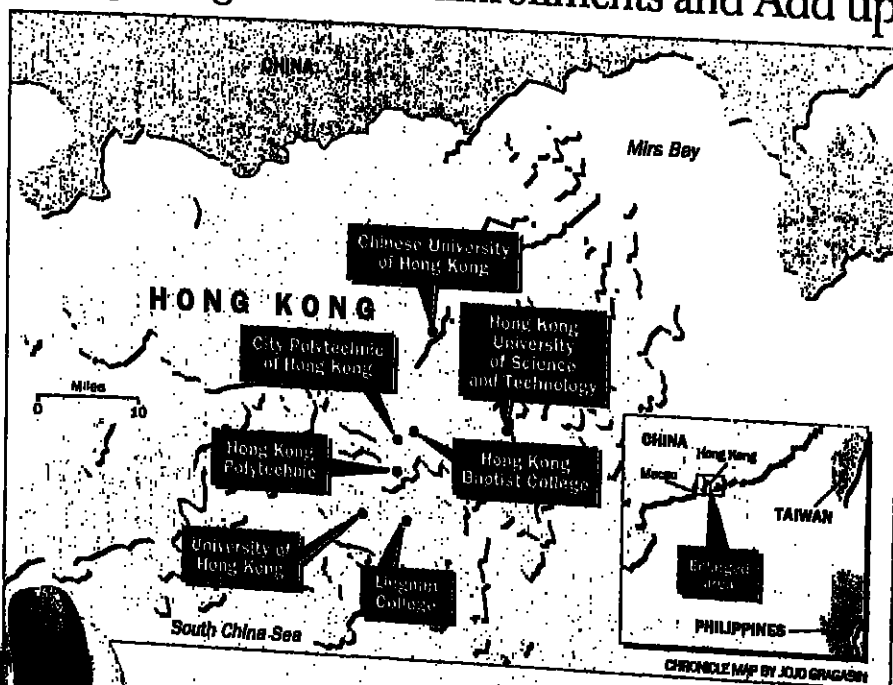 Enrollments and Add up
CHINA
Mirs Bay
Chinese University
of Hong Kong
HONG KONG
City Polytechnic
of Hong Kong
Hong Kong
University
of Science
and Technology
Miles
0 10
Hong Kong
Polytechnic
Hong Kong
Baptist College
University of
Hong Kong
Lingnan
College
South China Sea
CHINA
Hong Kong
Macau
TAIWAN
Enlarged
area
PHILIPPINES
CHRONICLE MAP BY JOJO GRAGASIN